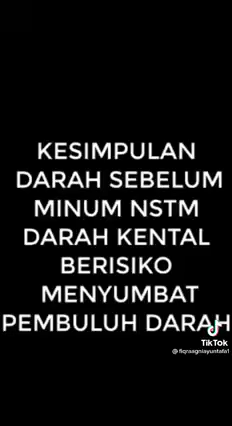 KESIMPULAN
DARAH SEBELUM
MINUM NSTM
DARAH KENTAL
BERISIKO
MENYUMBAT
PEMBULUH DARAH
TikTok
@fiqraagniayuntafa1